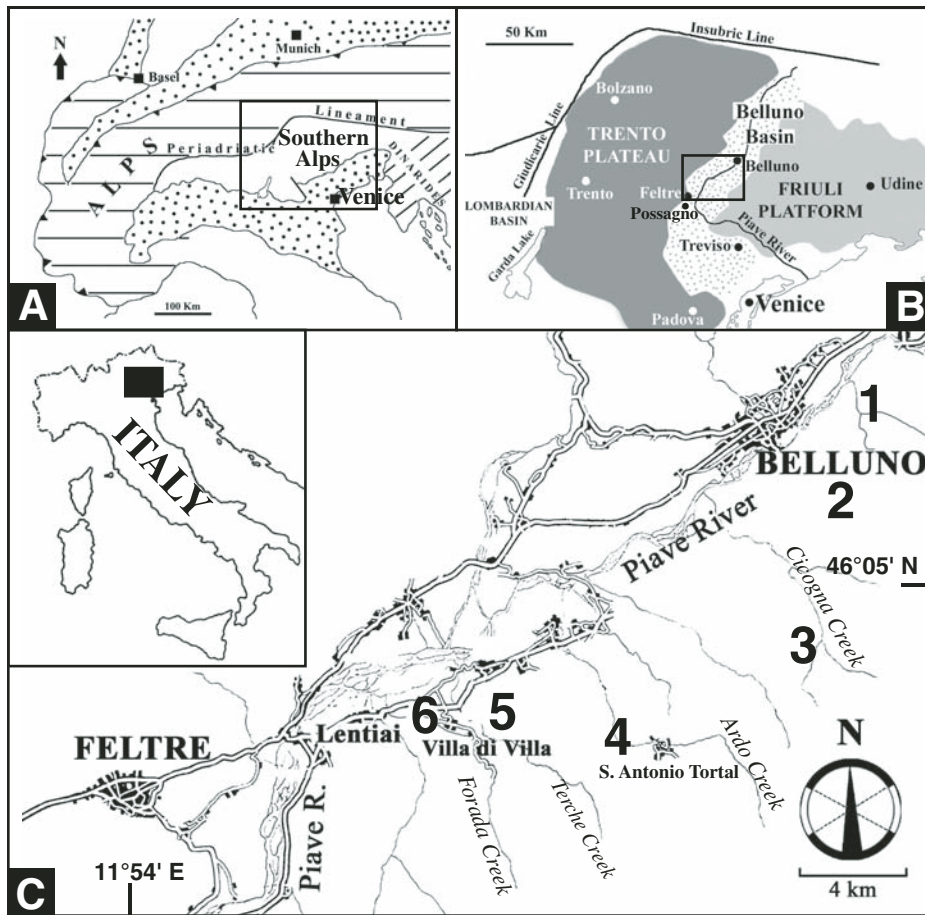 N
Munich
Basel
Lineament
Periadriatic
Southern
Alps
ALPS
DINARIDES
Venice
100 Km
A
50 Km
Insubric Line
Bolzano
Giudicarie Line
TRENTO
PLATEAU
Belluno
Basin
Belluno
Trento
Feltre
Possagno
FRIULI
PLATFORM
Udine
LOMBARDIAN
BASIN
Garda Lake
Piave River
Treviso
Venice
Padova
B
ITALY
1
BELLUNO
2
Piave River
46°05' N
Cicogna Creek
3
6
5
4
Lentiai
Villa di Villa
S. Antonio Tortal
Ardo Creek
N
FELTRE
Forada Creek
Terche Creek
Piave R.
11°54' E
4 km
C